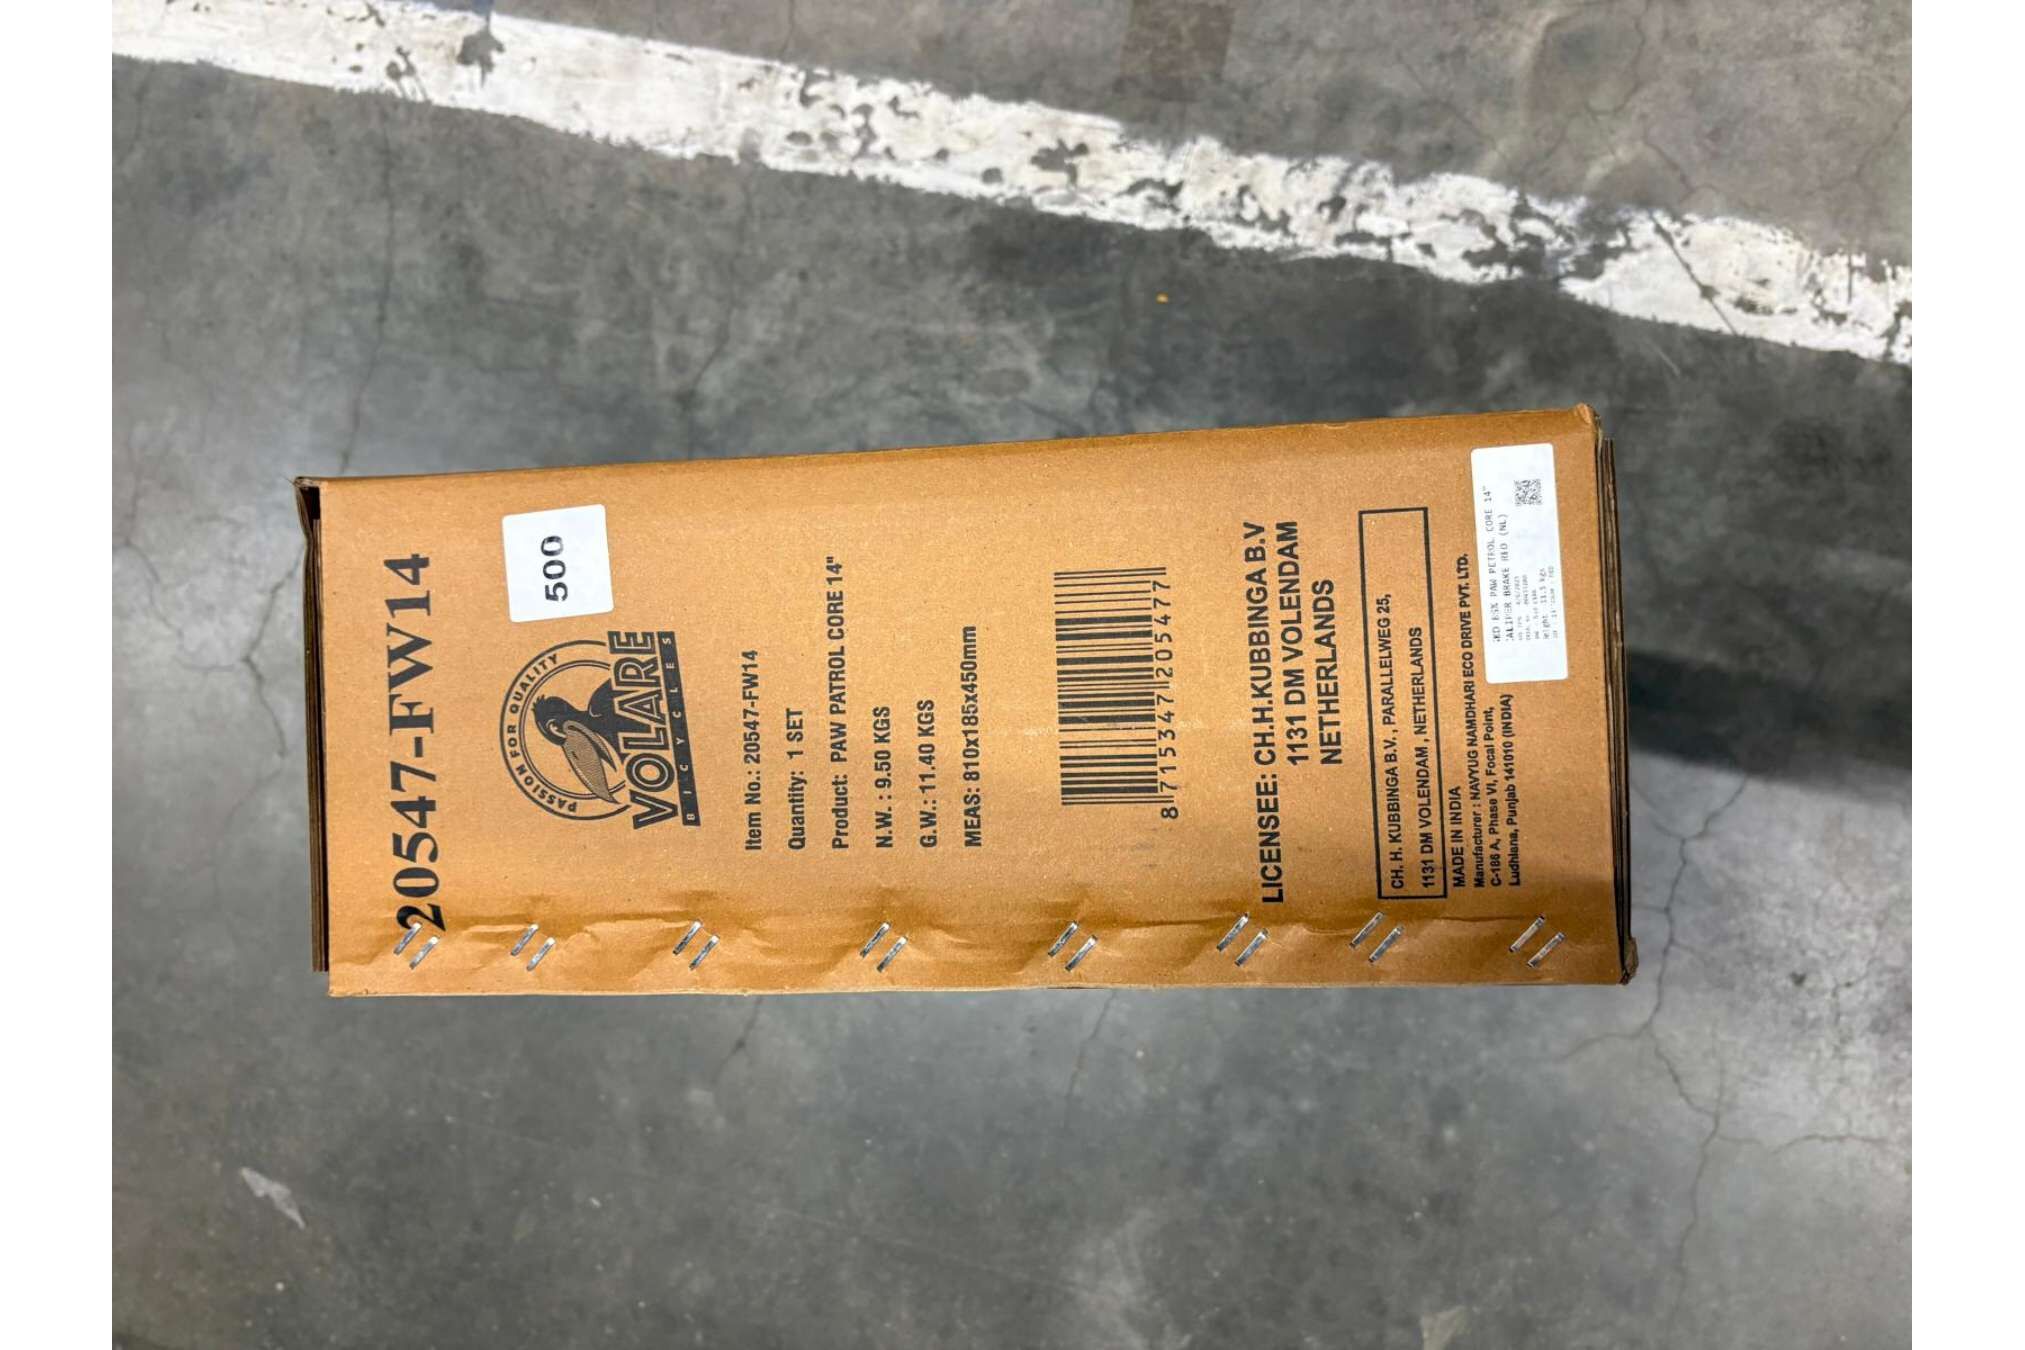 20547-FW14
500
PASSION FOR QUALITY
VOLARE
BICYCLES
Item No.: 20547-FW14
Quantity: 1 SET
Product: PAW PATROL CORE 14"
N.W. : 9.50 KGS
G.W.: 11.40 KGS
MEAS: 810x185x450mm
8 715347 205477
LICENSEE: CH.H.KUBBINGA B.V
1131 DM VOLENDAM
NETHERLANDS
CH. H. KUBBINGA B.V. , PARALLELWEG 25,
1131 DM VOLENDAM , NETHERLANDS
MADE IN INDIA
Manufacturer : NAVYUG NAMDHARI ECO DRIVE PVT. LTD.
C-186 A, Phase VI, Focal Point,
Ludhiana, Punjab 141010 (INDIA)
PAW PETROL CORE 14"
BRAKE RED (NL)